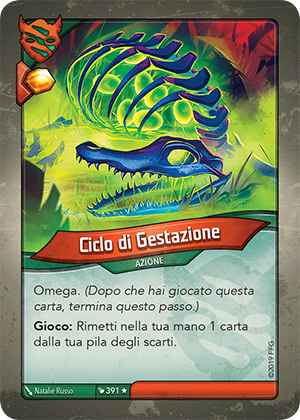 Ciclo di Gestazione
AZIONE
Omega. (Dopo che hai giocato questa
carta, termina questo passo.)
Gioco: Rimetti nella tua mano 1 carta
dalla tua pila degli scarti.
©2019 FFG
Natalie Russo
391 ★